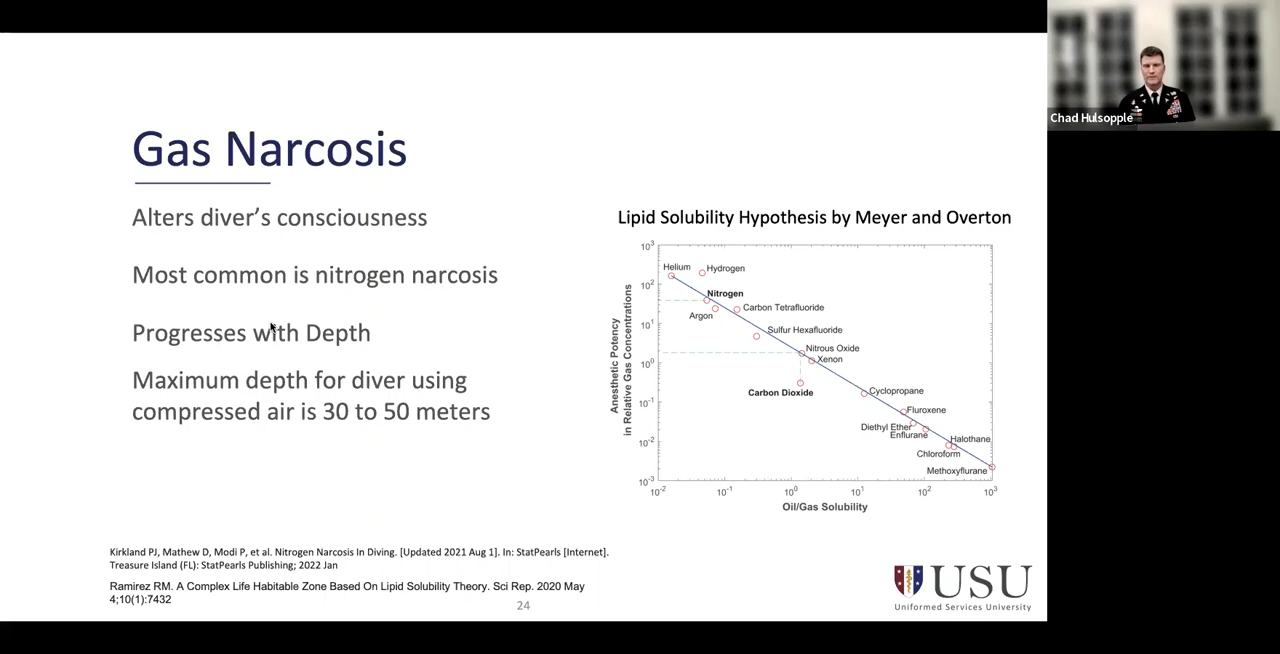 Chad Hulsopple
Gas Narcosis
Alters diver's consciousness
Most common is nitrogen narcosis
Progresses with Depth
Maximum depth for diver using
compressed air is 30 to 50 meters
Lipid Solubility Hypothesis by Meyer and Overton
Anesthetic Potency
in Relative Gas Concentrations
10³
10²
10¹
10⁰
10⁻¹
10⁻²
10⁻³
Helium
Hydrogen
Nitrogen
Carbon Tetrafluoride
Argon
Sulfur Hexafluoride
Nitrous Oxide
Xenon
Carbon Dioxide
Cyclopropane
Fluroxene
Diethyl Ether
Enflurane
Halothane
Chloroform
Methoxyflurane
10⁻² 10⁻¹ 10⁰ 10¹ 10² 10³
Oil/Gas Solubility
Kirkland PJ, Mathew D, Modi P, et al. Nitrogen Narcosis In Diving. [Updated 2021 Aug 1]. In: StatPearls [Internet].
Treasure Island (FL): StatPearls Publishing; 2022 Jan
Ramirez RM. A Complex Life Habitable Zone Based On Lipid Solubility Theory. Sci Rep. 2020 May
4;10(1):7432
24
USU
Uniformed Services University